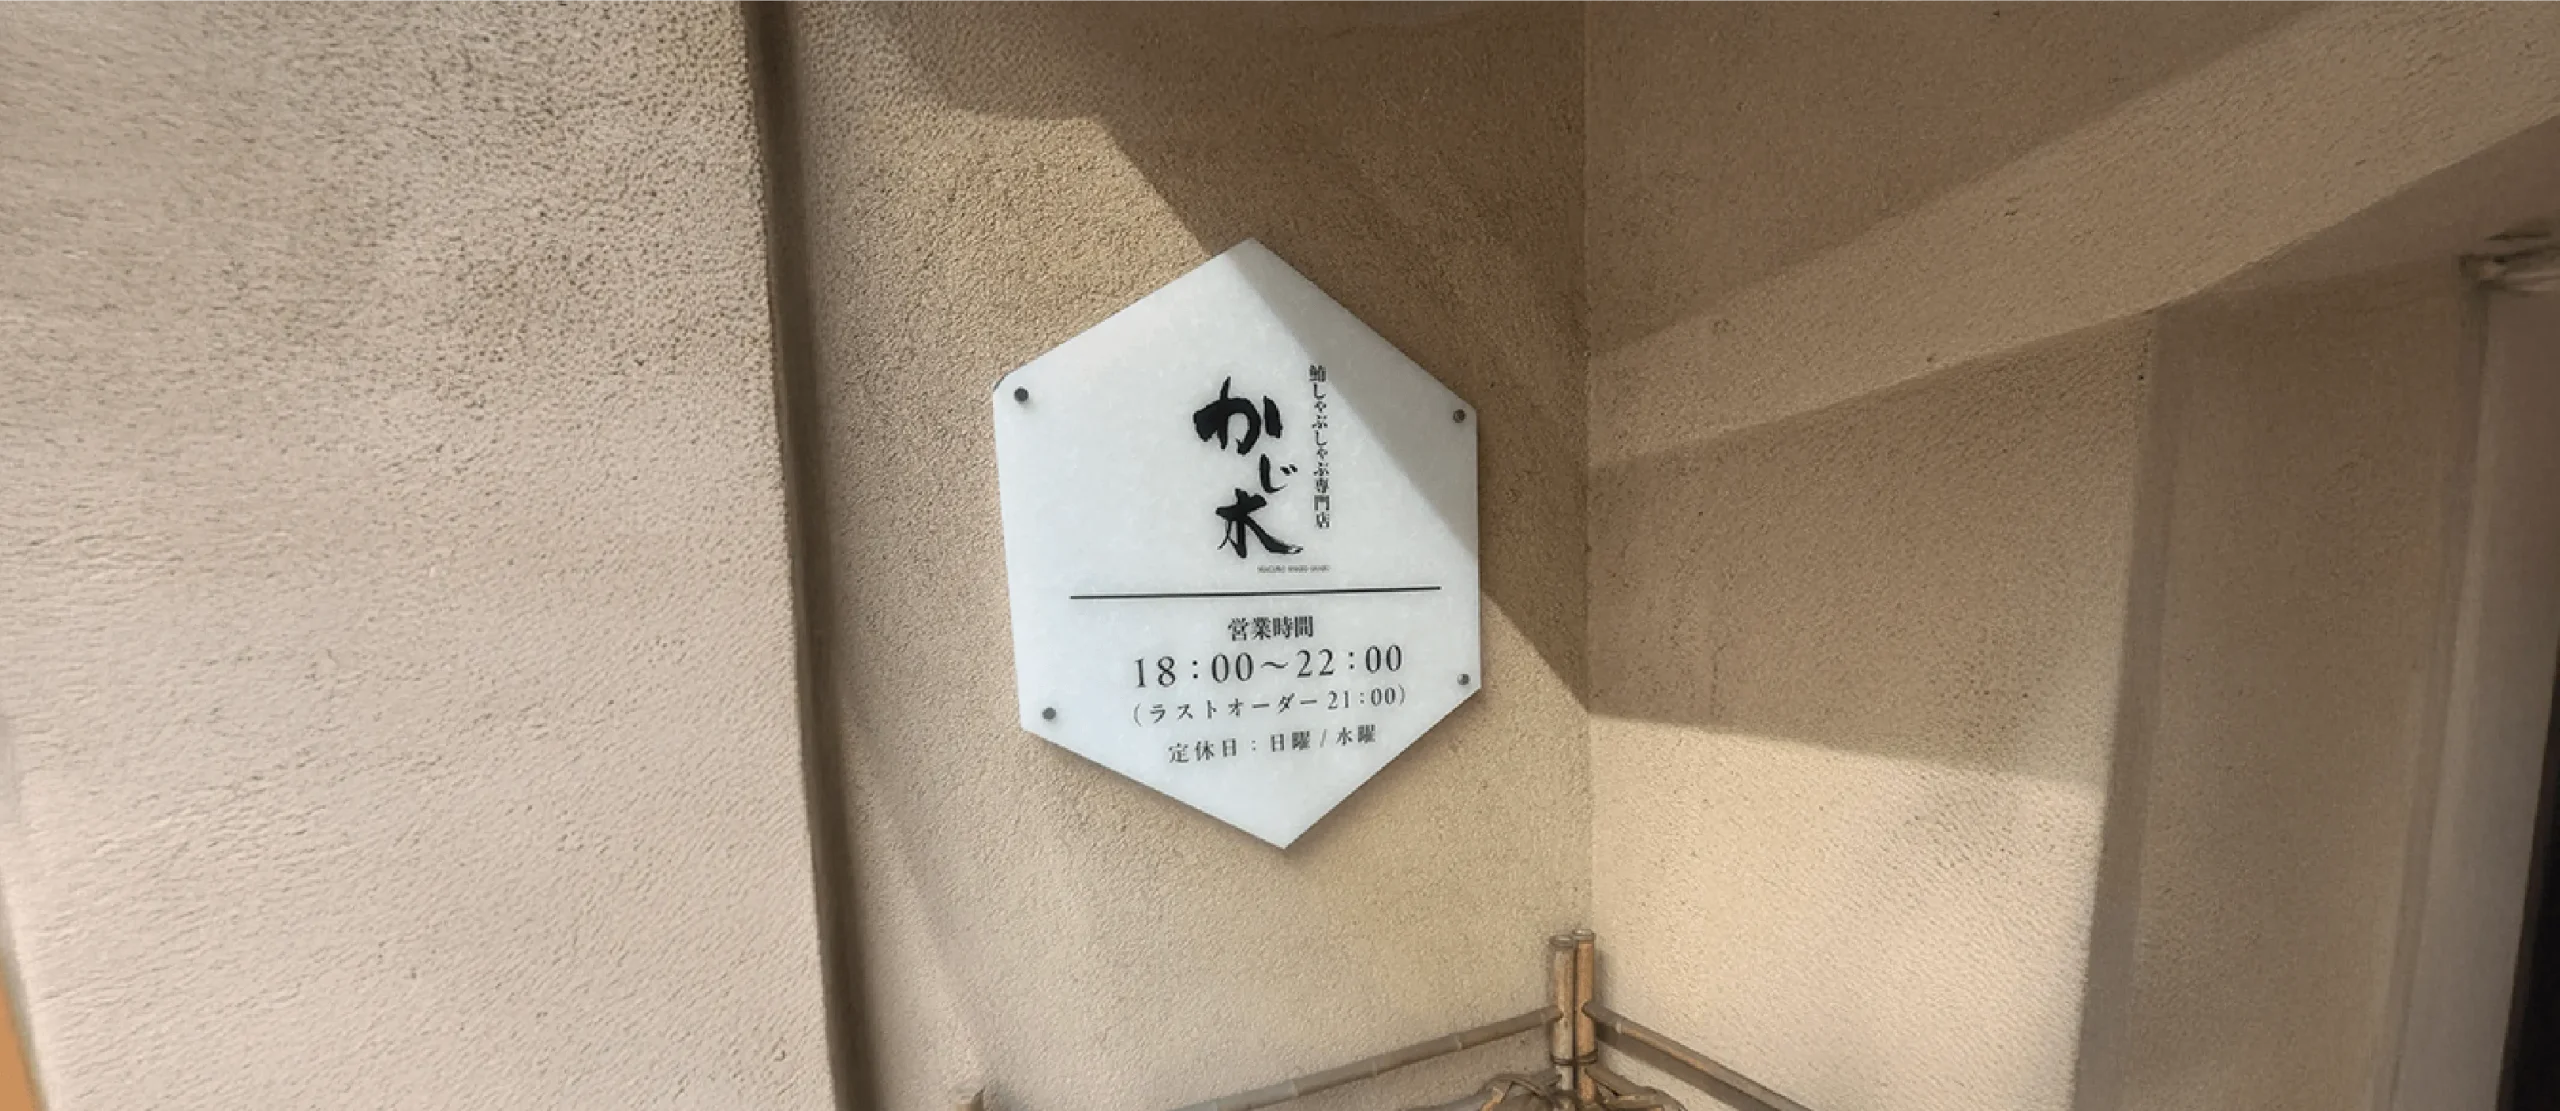 鮪しゃぶしゃぶ専門店
かじ木
営業時間
18：00〜22：00
（ラストオーダー21：00）
定休日：日曜/水曜